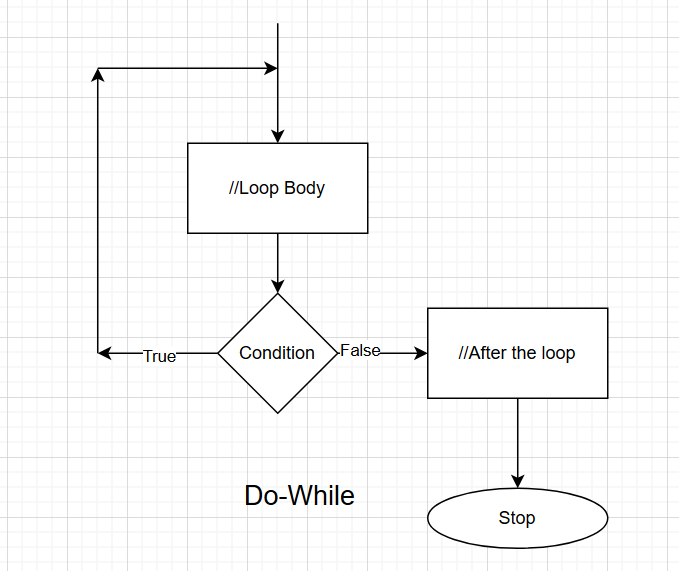 //Loop Body
Condition
True
False
//After the loop
Do-While
Stop